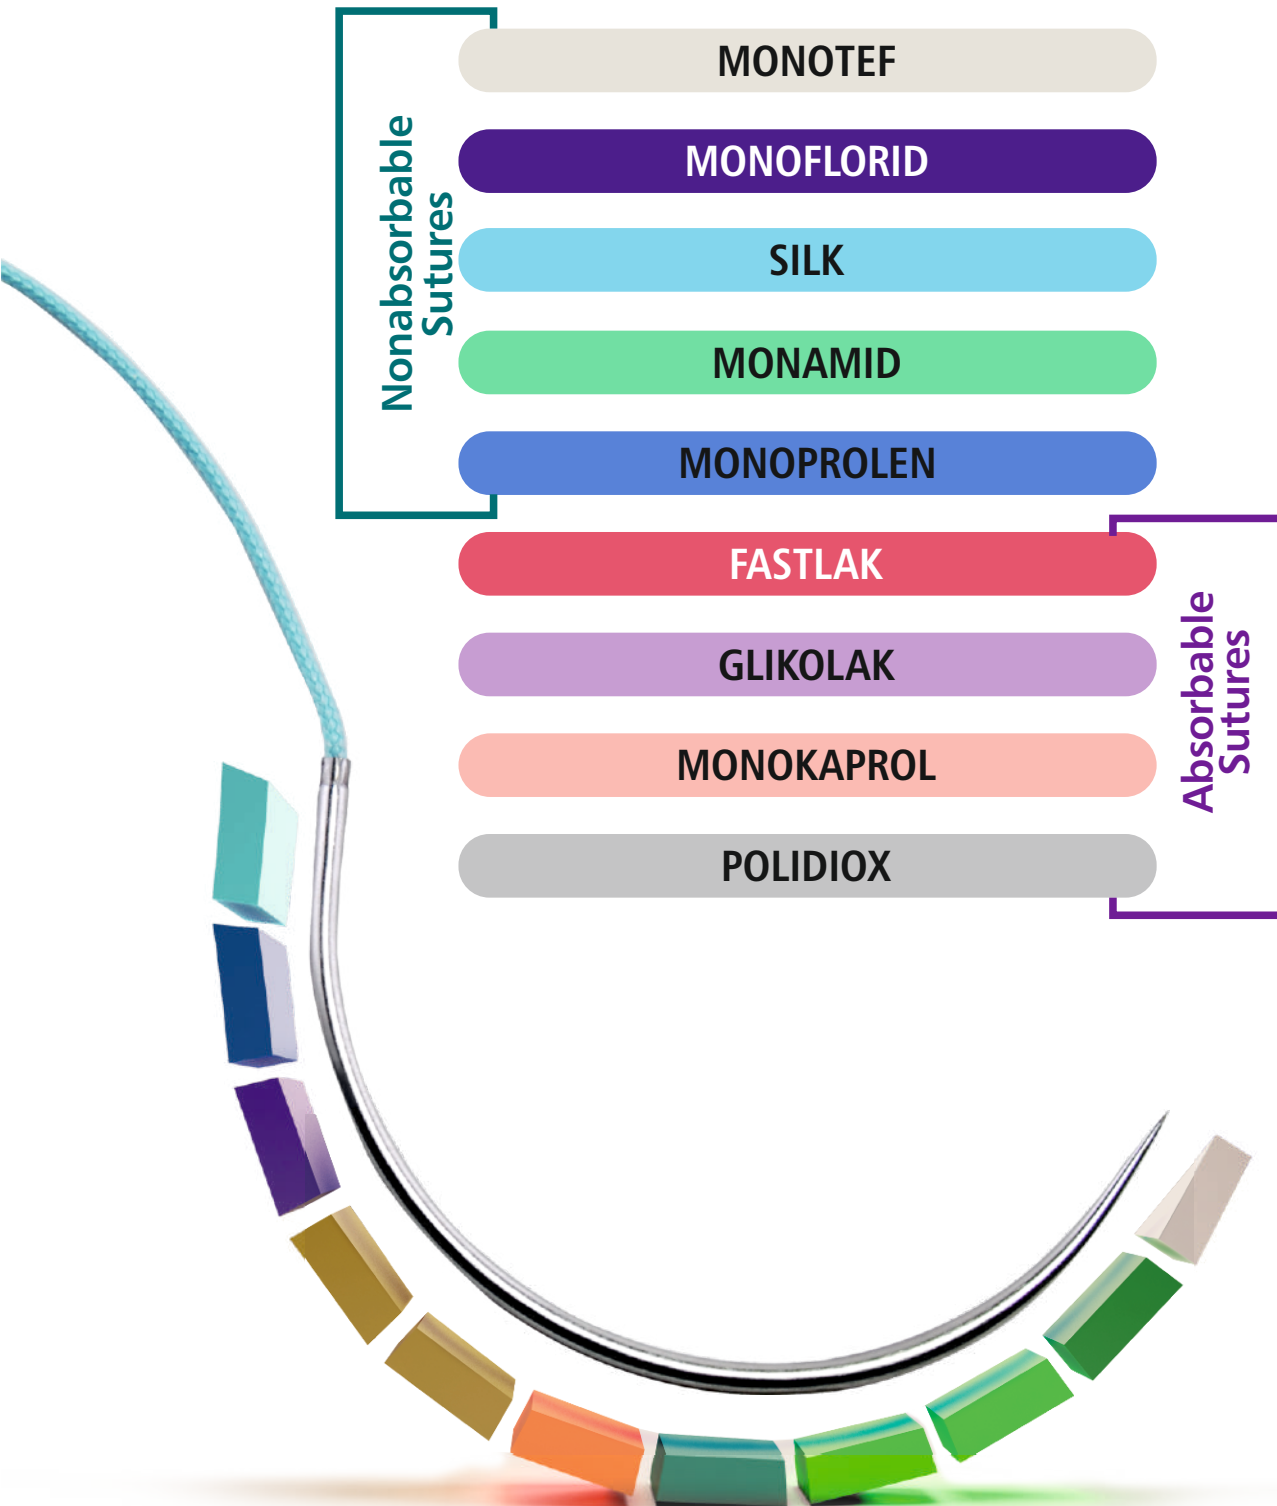 Nonabsorbable
Sutures
MONOTEF
MONOFLORID
SILK
MONAMID
MONOPROLEN
FASTLAK
GLIKOLAK
MONOKAPROL
POLIDIOX
Absorbable
Sutures